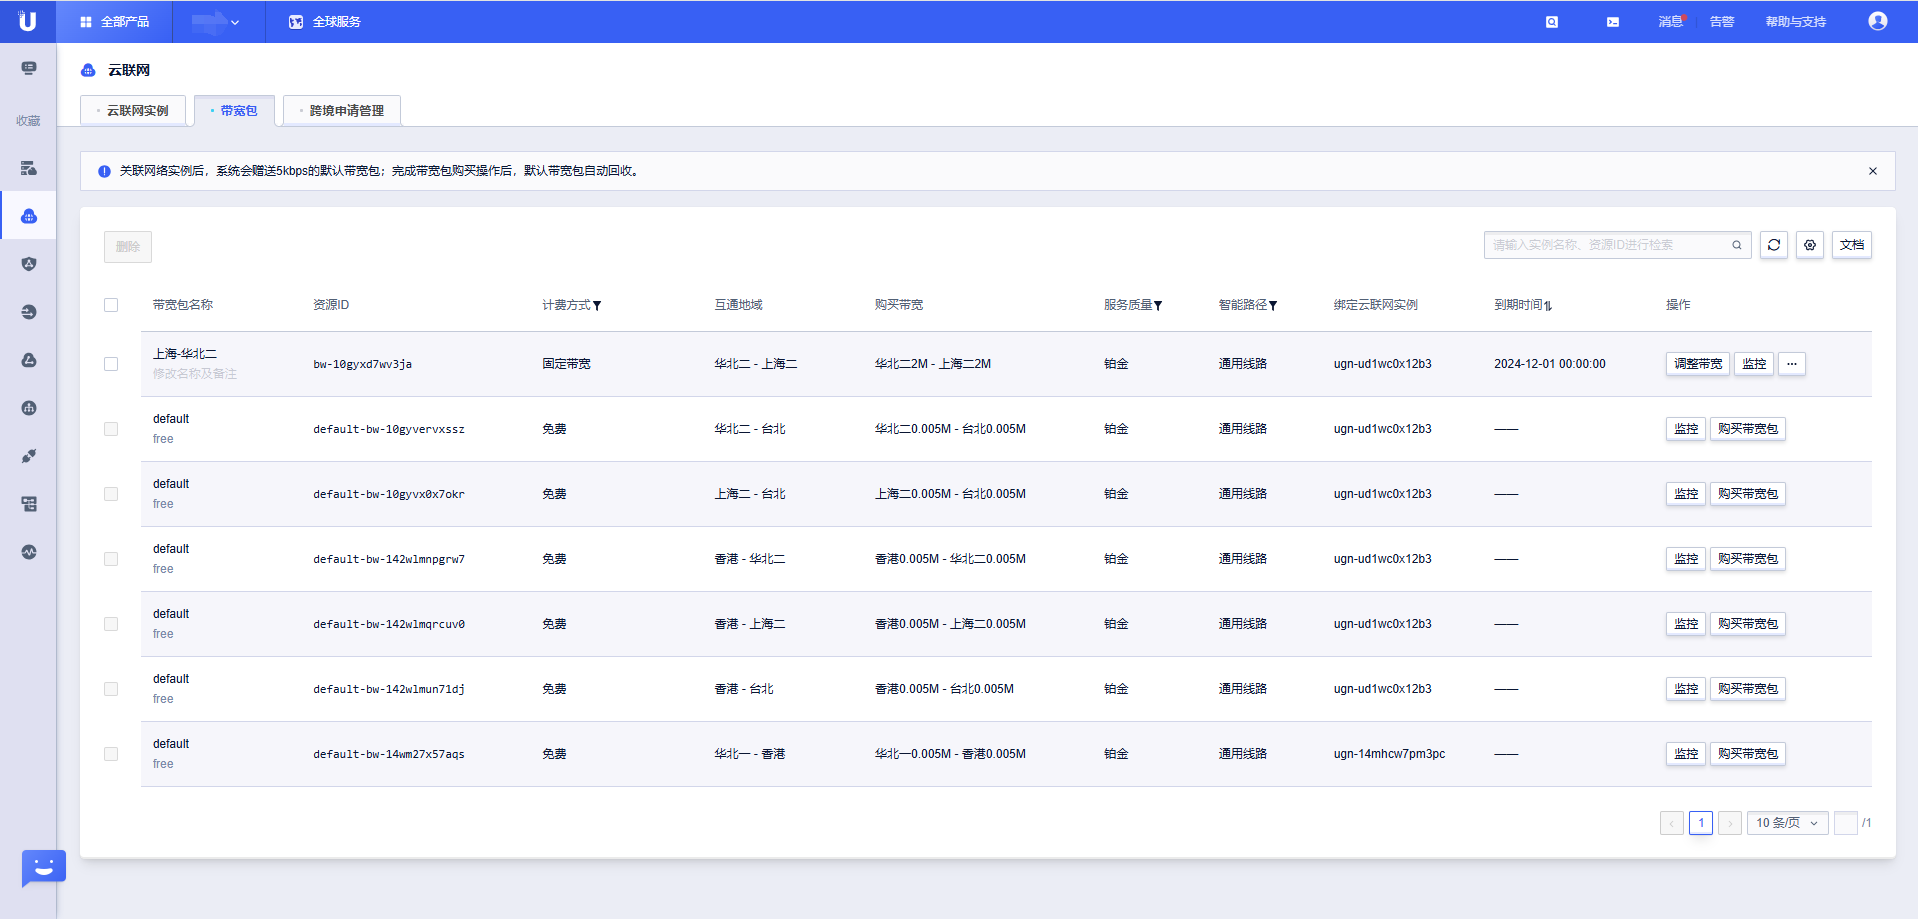 全部产品
全球服务
消息
告警
帮助与支持
云联网
收藏
云联网实例
带宽包
跨境申请管理
关联网络实例后，系统会赠送5kbps的默认带宽包；完成带宽包购买操作后，默认带宽包自动回收。
删除
请输入实例名称、资源ID进行检索
文档
带宽包名称 资源ID 计费方式 互通地域 购买带宽 服务质量 智能路径 绑定云联网实例 到期时间 操作
上海-华北二
修改名称及备注
bw-10gyxd7wv3ja 固定带宽 华北二 - 上海二 华北二2M - 上海二2M 铂金 通用线路 ugn-ud1wc0x12b3 2024-12-01 00:00:00 调整带宽 监控 ...
default
free
default-bw-10gyvervxssz 免费 华北二 - 台北 华北二0.005M - 台北0.005M 铂金 通用线路 ugn-ud1wc0x12b3 —— 监控 购买带宽包
default
free
default-bw-10gyvx0x7okr 免费 上海二 - 台北 上海二0.005M - 台北0.005M 铂金 通用线路 ugn-ud1wc0x12b3 —— 监控 购买带宽包
default
free
default-bw-142wlmnpgrw7 免费 香港 - 华北二 香港0.005M - 华北二0.005M 铂金 通用线路 ugn-ud1wc0x12b3 —— 监控 购买带宽包
default
free
default-bw-142wlmqrcuv0 免费 香港 - 上海二 香港0.005M - 上海二0.005M 铂金 通用线路 ugn-ud1wc0x12b3 —— 监控 购买带宽包
default
free
default-bw-142wlmun71dj 免费 香港 - 台北 香港0.005M - 台北0.005M 铂金 通用线路 ugn-ud1wc0x12b3 —— 监控 购买带宽包
default
free
default-bw-14wm27x57aqs 免费 华北一 - 香港 华北一0.005M - 香港0.005M 铂金 通用线路 ugn-14mhcw7pm3pc —— 监控 购买带宽包
1
10 条/页
/1